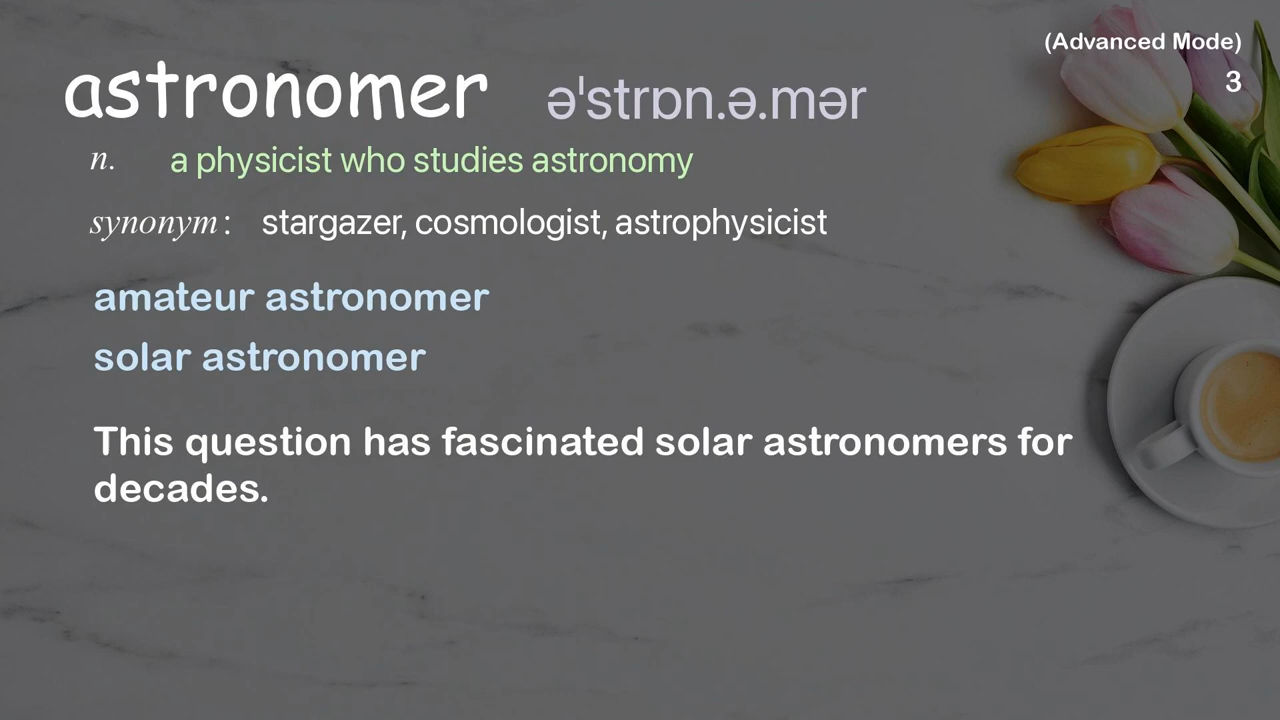 (Advanced Mode)
3
astronomer əˈstrɒn.ə.mər
n. a physicist who studies astronomy
synonym: stargazer, cosmologist, astrophysicist
amateur astronomer
solar astronomer
This question has fascinated solar astronomers for
decades.